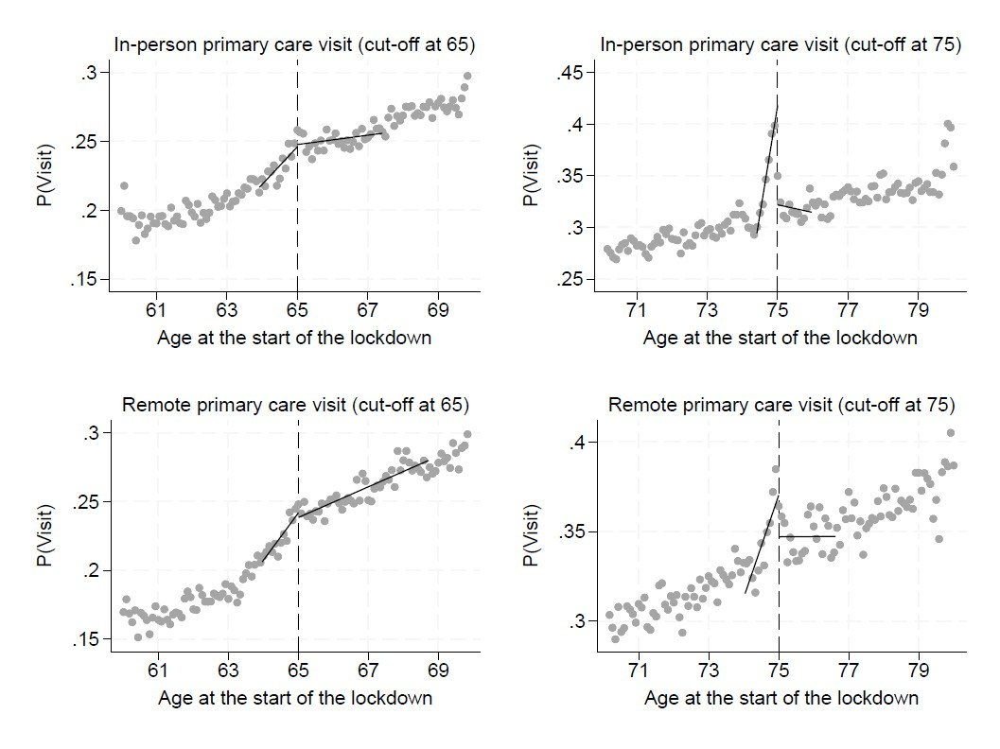 In-person primary care visit (cut-off at 65)
.3
.25
.2
.15
P(Visit)
61 63 65 67 69
Age at the start of the lockdown
In-person primary care visit (cut-off at 75)
.45
.4
.35
.3
.25
P(Visit)
71 73 75 77 79
Age at the start of the lockdown
Remote primary care visit (cut-off at 65)
.3
.25
.2
.15
P(Visit)
61 63 65 67 69
Age at the start of the lockdown
Remote primary care visit (cut-off at 75)
.4
.35
.3
P(Visit)
71 73 75 77 79
Age at the start of the lockdown